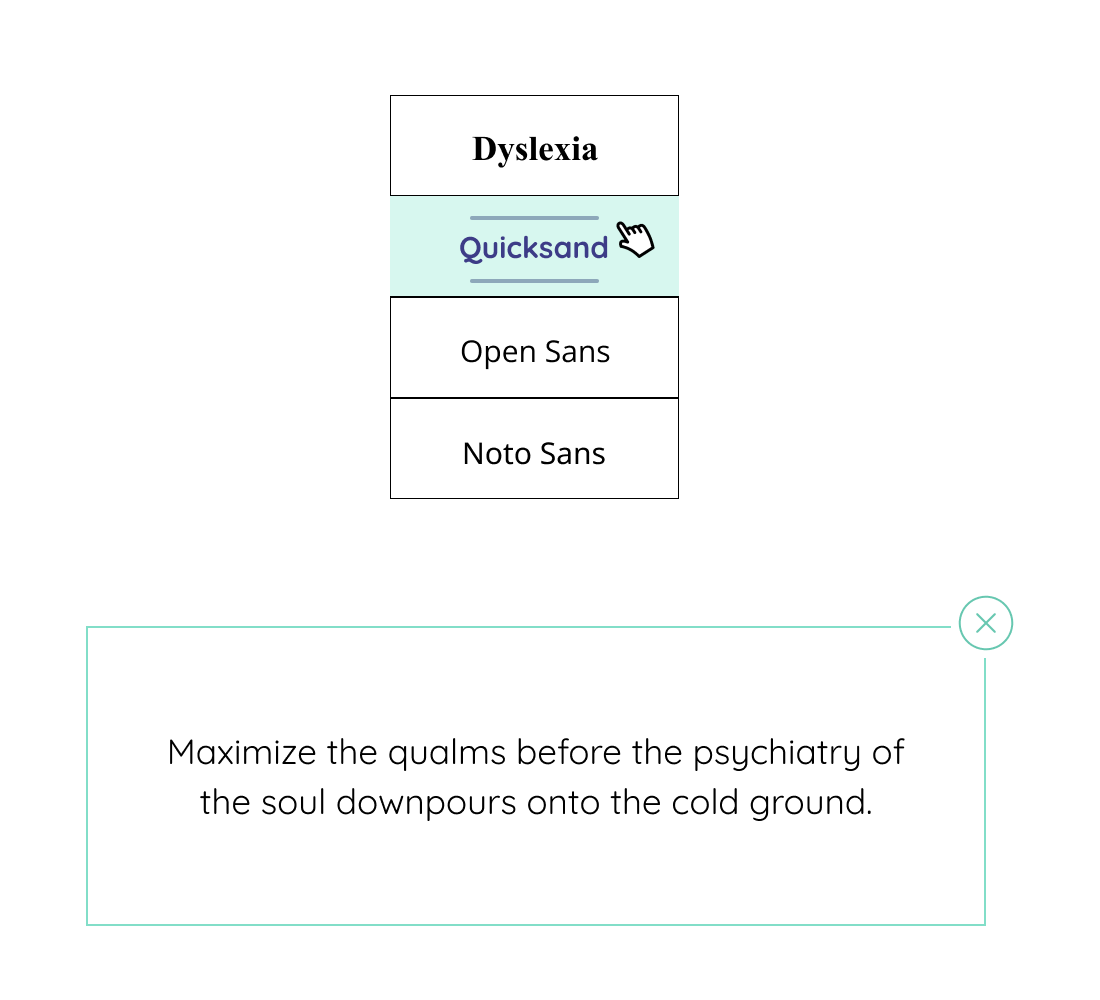 Dyslexia
Quicksand
Open Sans
Noto Sans
Maximize the qualms before the psychiatry of
the soul downpours onto the cold ground.